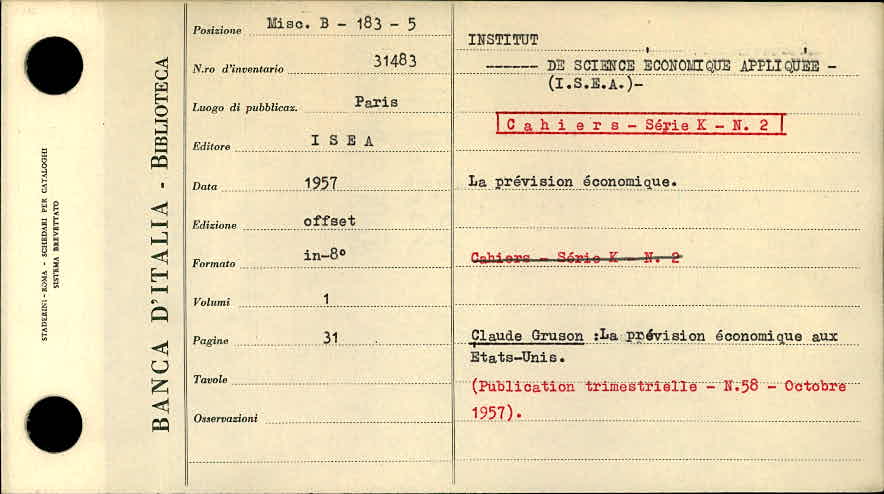 STADERINI - ROMA - SCHEDARI PER CATALOGHI
SISTEMA BREVETTATO
BANCA D'ITALIA - BIBLIOTECA
Posizione Misc. B - 183 - 5
N.ro d'inventario 31483
Luogo di pubblicaz. Paris
Editore I S E A
Data 1957
Edizione offset
Formato in-8°
Volumi 1
Pagine 31
Tavole
Osservazioni
INSTITUT
------ DE SCIENCE ÉCONOMIQUE APPLIQUÉE -
(I.S.E.A.)-
C a h i e r s - Série K - N. 2
La prévision économique.
Cahiers - Série K - N. 2
Claude Gruson :La prévision économique aux
Etats-Unis.
(Publication trimestrielle - N.58 - Octobre
1957).